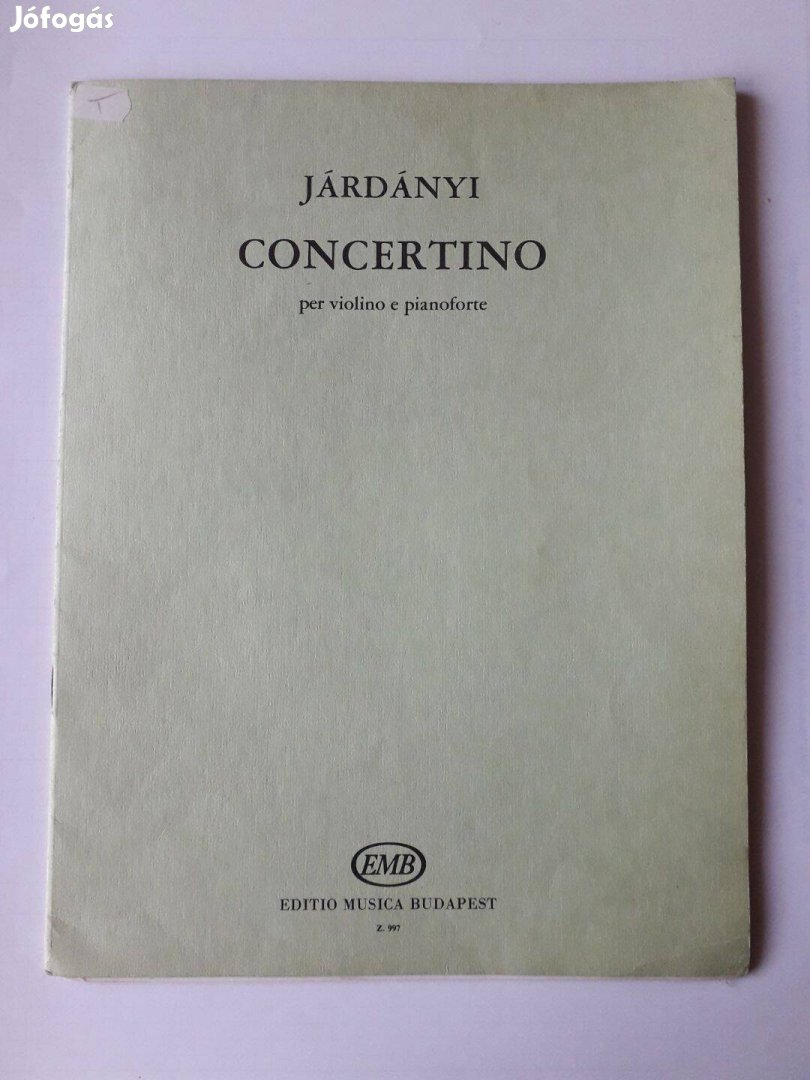 Jófogás
T
JÁRDÁNYI
CONCERTINO
per violino e pianoforte
EMB
EDITIO MUSICA BUDAPEST
Z. 997